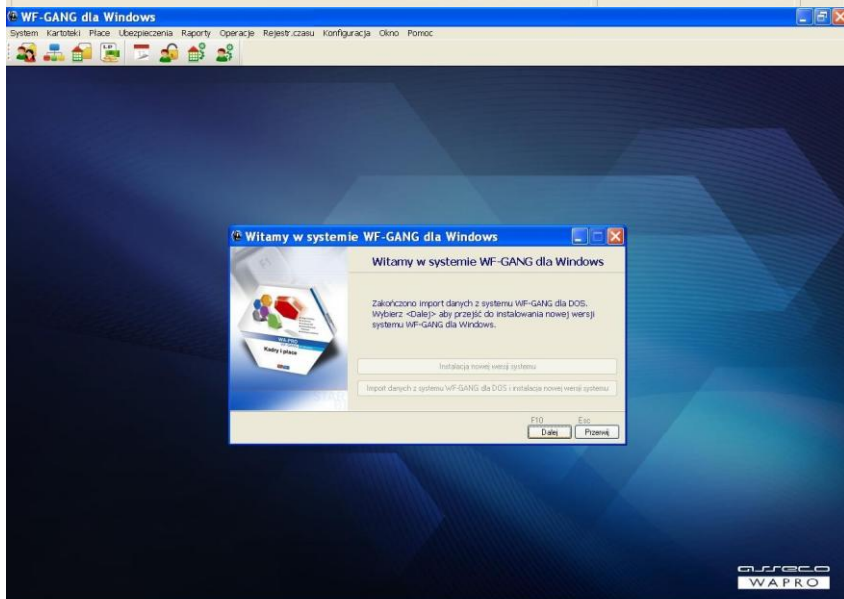 WF-GANG dla Windows
System Kartoteki Płace Ubezpieczenia Raporty Operacje Rejestr.czasu Konfiguracja Okno Pomoc
Witamy w systemie WF-GANG dla Windows
Witamy w systemie WF-GANG dla Windows
Zakończono import danych z systemu WF-GANG dla DOS.
Wybierz <Dalej> aby przejść do instalowania nowej wersji
systemu WF-GANG dla Windows.
WA-PRO
Kadry i płace
Instalacja nowej wersji systemu
Import danych z systemu WF-GANG dla DOS i instalacja nowej wersji systemu
F10 Esc
Dalej Przerwij
asseco
WAPRO